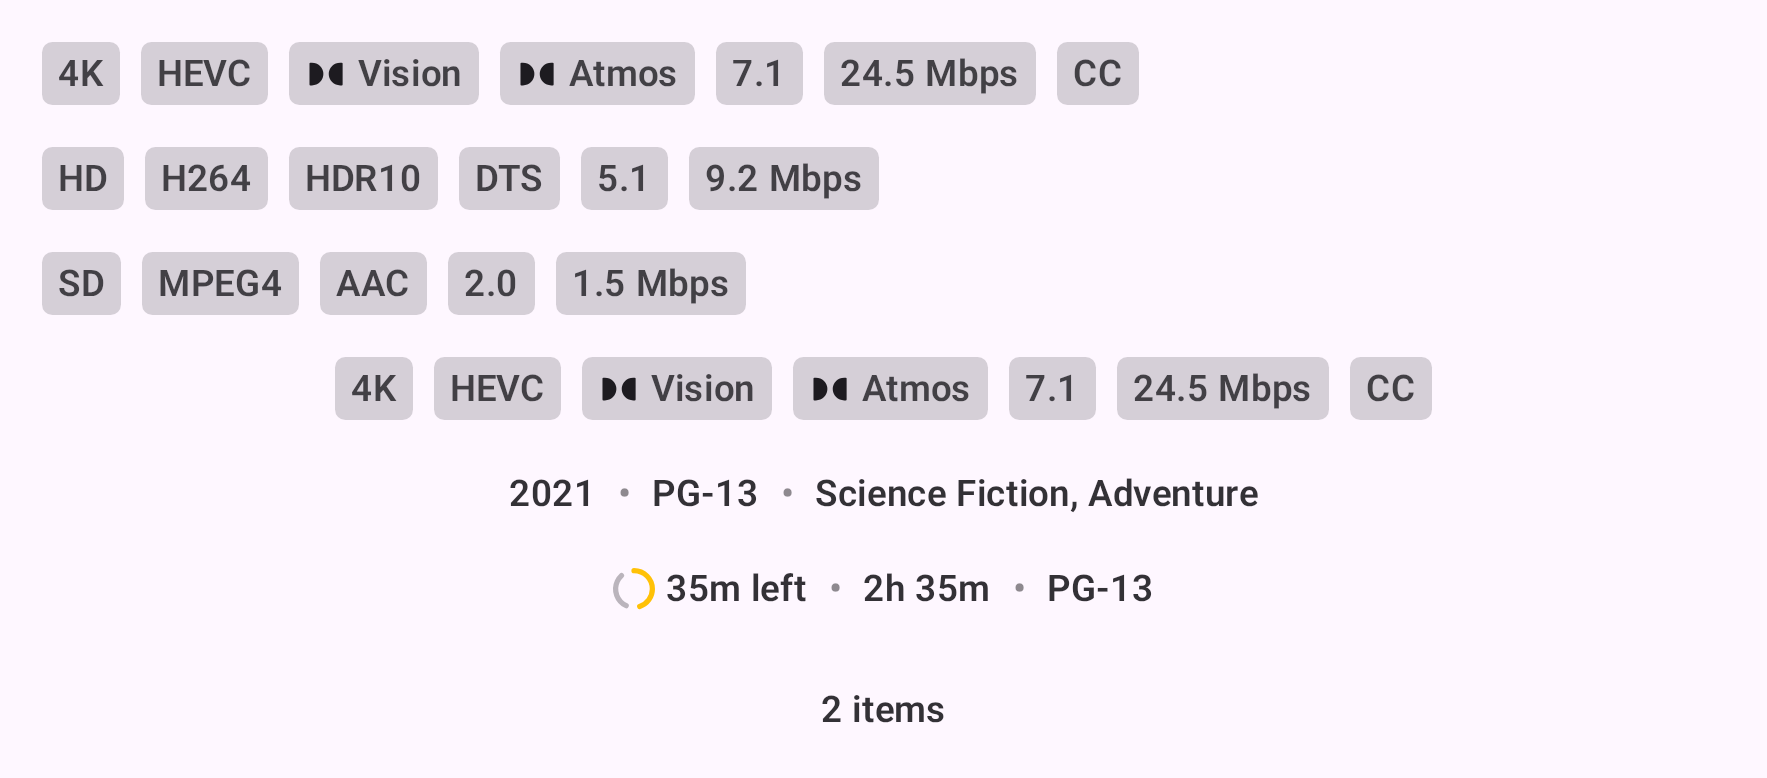 4K HEVC Vision Atmos 7.1 24.5 Mbps CC
HD H264 HDR10 DTS 5.1 9.2 Mbps
SD MPEG4 AAC 2.0 1.5 Mbps
4K HEVC Vision Atmos 7.1 24.5 Mbps CC
2021 • PG-13 • Science Fiction, Adventure
35m left • 2h 35m • PG-13
2 items